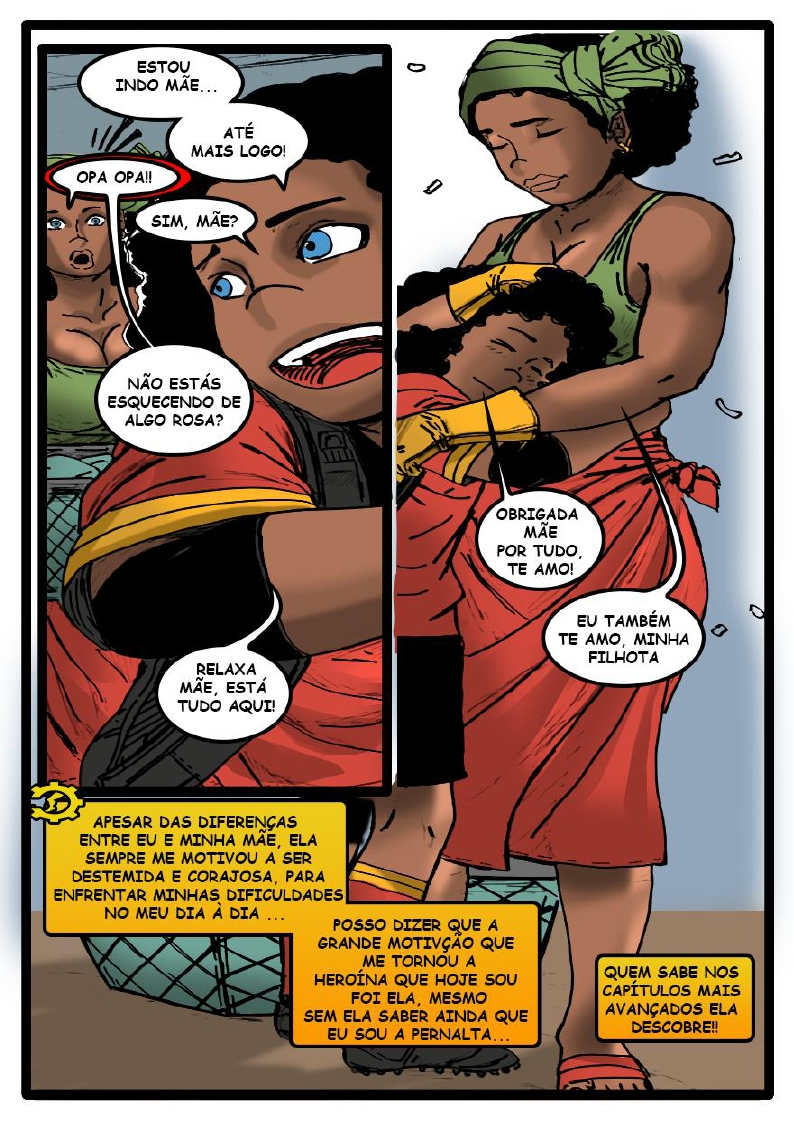 ESTOU
INDO MÃE...
ATÉ
MAIS LOGO!
OPA OPA!!
SIM, MÃE?
NÃO ESTÁS
ESQUECENDO DE
ALGO ROSA?
RELAXA
MÃE, ESTÁ
TUDO AQUI!
OBRIGADA
MÃE
POR TUDO,
TE AMO!
EU TAMBÉM
TE AMO, MINHA
FILHOTA
APESAR DAS DIFERENÇAS
ENTRE EU E MINHA MÃE, ELA
SEMPRE ME MOTIVOU A SER
DESTEMIDA E CORAJOSA, PARA
ENFRENTAR MINHAS DIFICULDADES
NO MEU DIA À DIA ...
POSSO DIZER QUE A
GRANDE MOTIVÇÃO QUE
ME TORNOU A
HEROÍNA QUE HOJE SOU
FOI ELA, MESMO
SEM ELA SABER AINDA QUE
EU SOU A PERNALTA...
QUEM SABE NOS
CAPÍTULOS MAIS
AVANÇADOS ELA
DESCOBRE!!